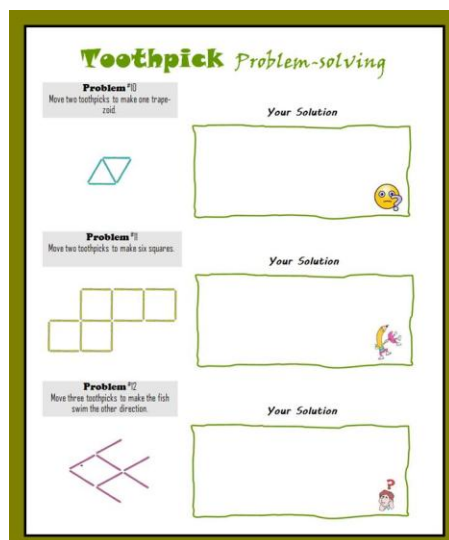 Toothpick Problem-solving
Problem #10
Move two toothpicks to make one trape-
zoid.
Your Solution
?
Problem #11
Move two toothpicks to make six squares.
Your Solution
Problem #12
Move three toothpicks to make the fish
swim the other direction.
Your Solution
?